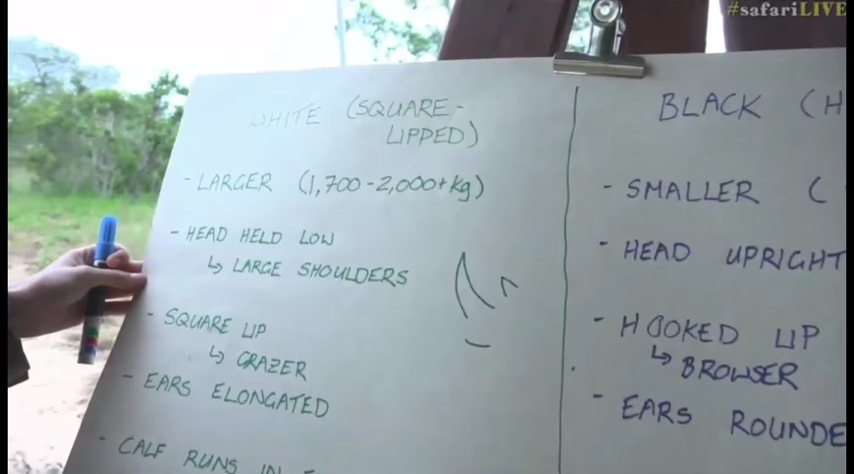 #safariLIVE
WHITE (SQUARE-
LIPPED)
- LARGER (1,700-2,000+kg)
- HEAD HELD LOW
↳ LARGE SHOULDERS
- SQUARE LIP
↳ GRAZER
- EARS ELONGATED
- CALF RUNS IN
BLACK (H
- SMALLER (
- HEAD UPRIGHT
- HOOKED LIP
↳ BROWSER
- EARS ROUNDE